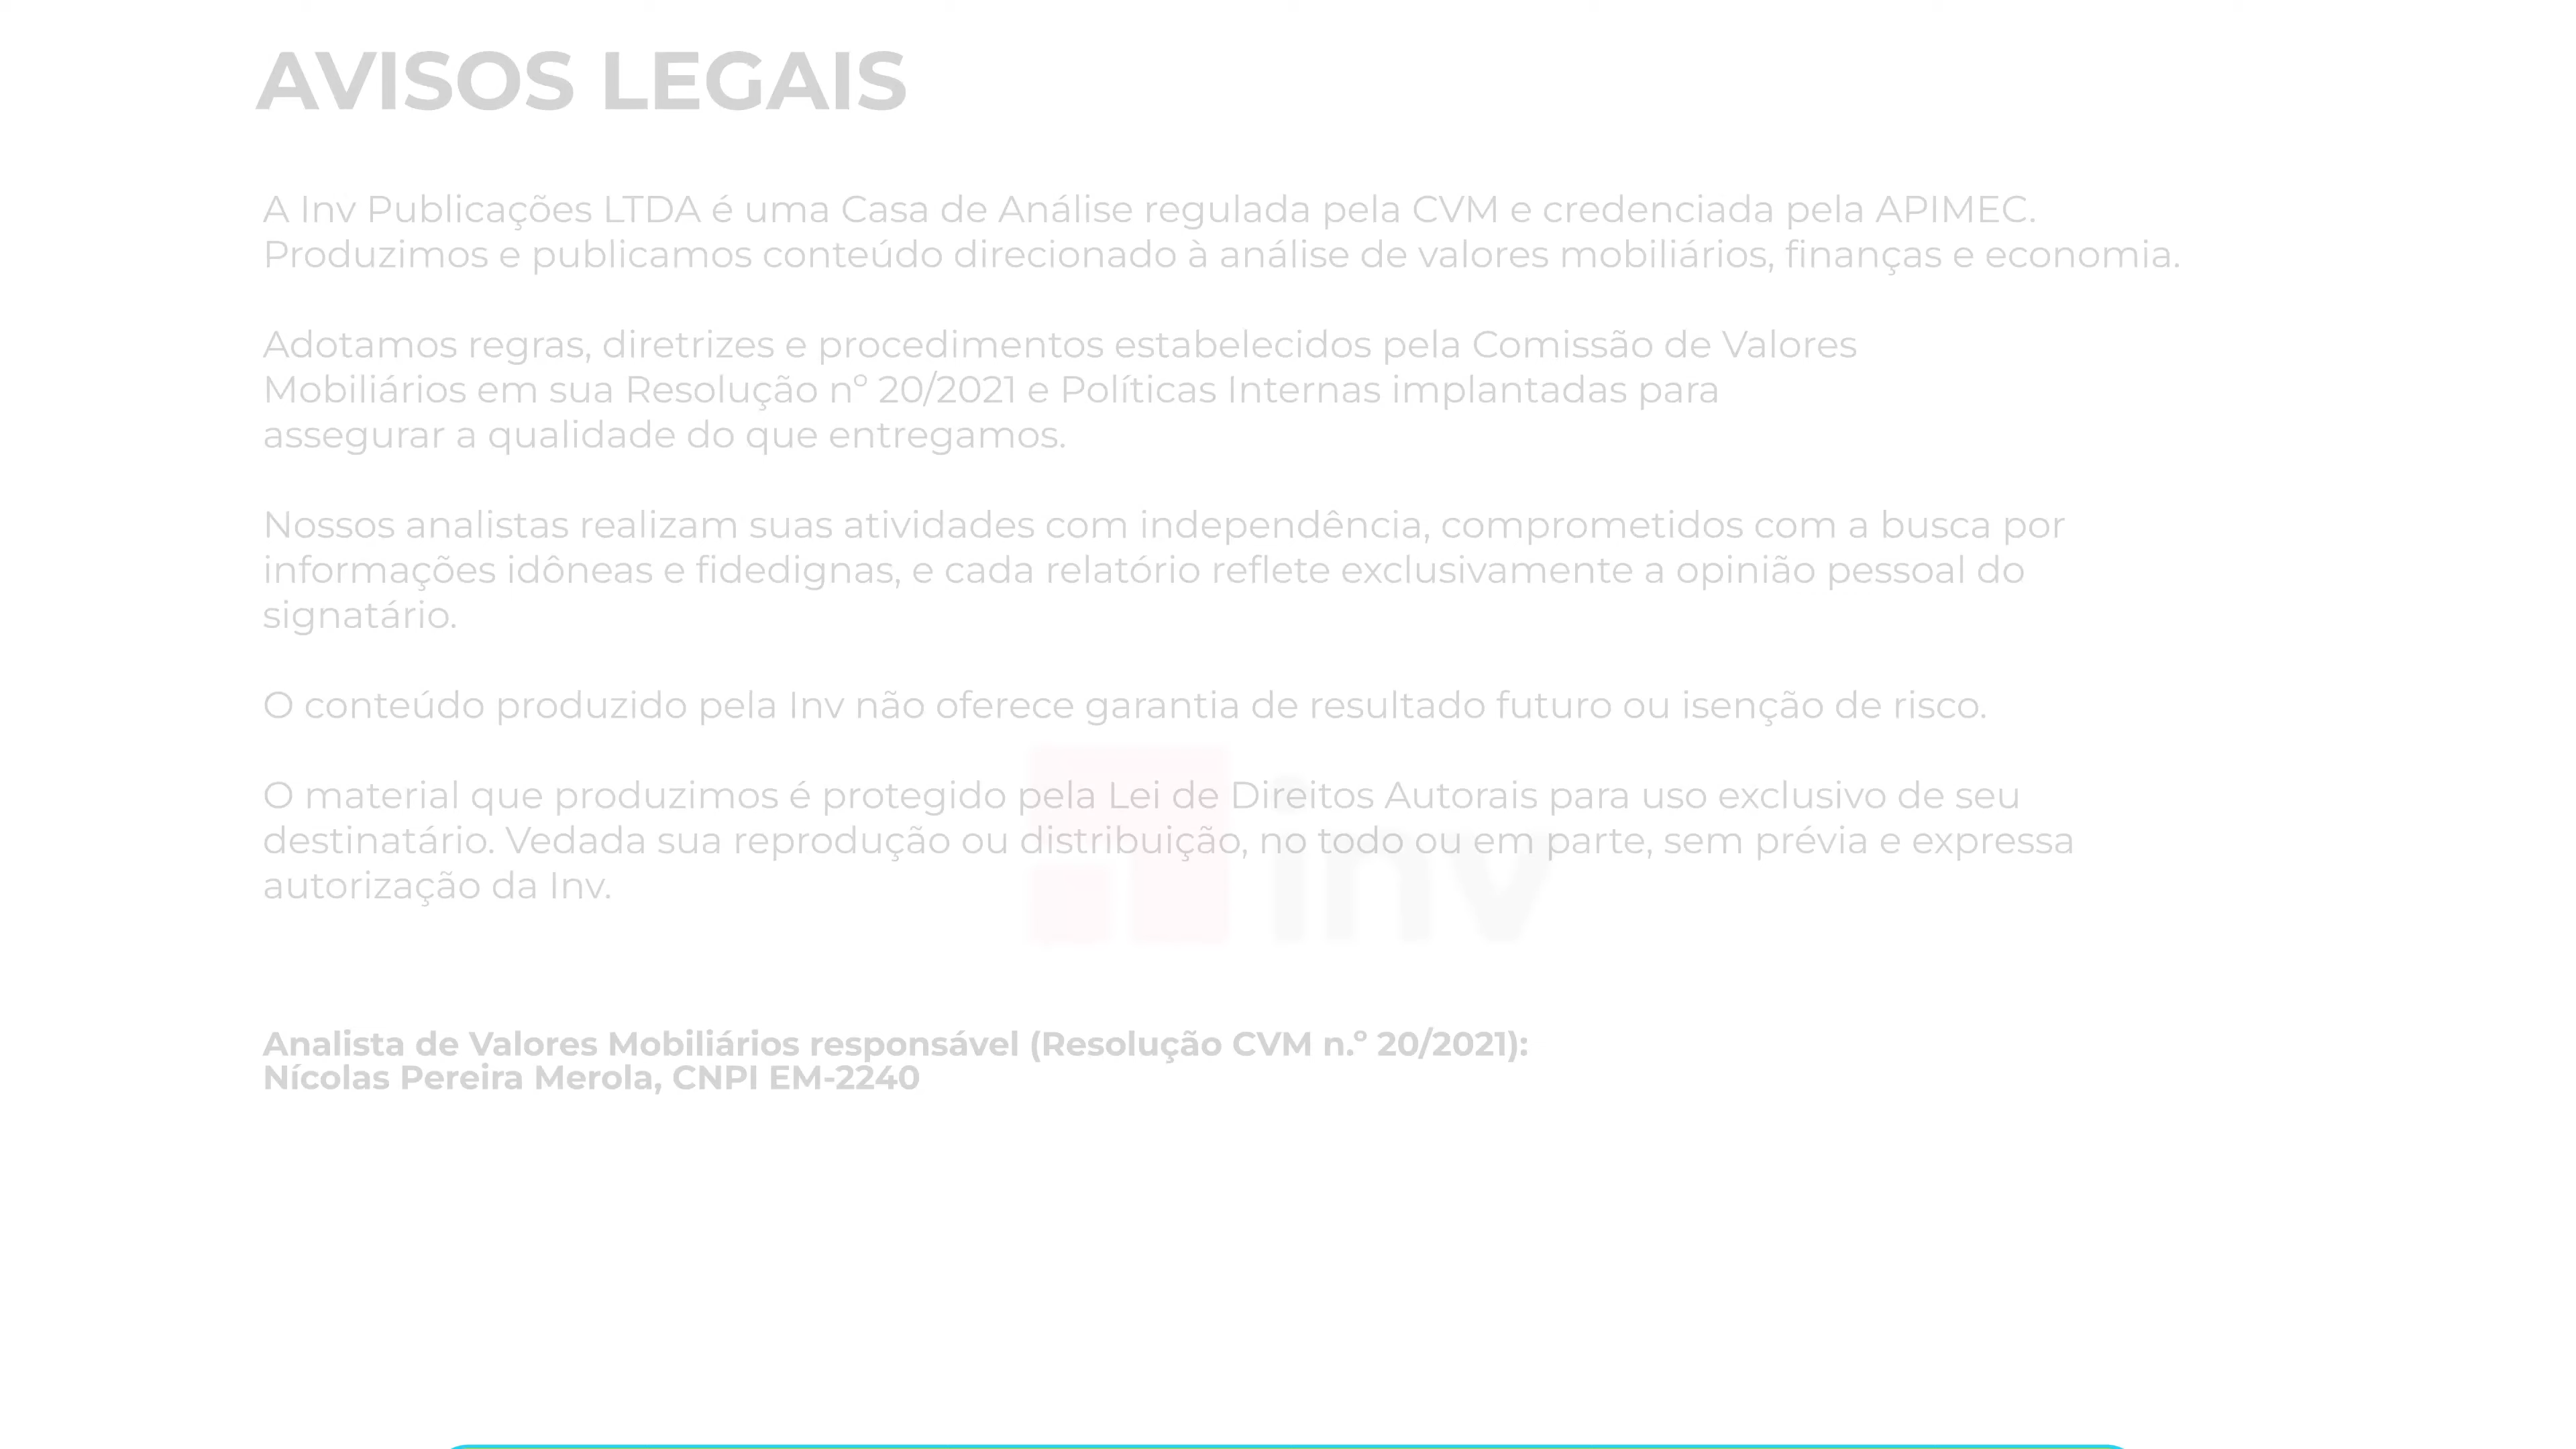 AVISOS LEGAIS
A Inv Publicações LTDA é uma Casa de Análise regulada pela CVM e credenciada pela APIMEC.
Produzimos e publicamos conteúdo direcionado à análise de valores mobiliários, finanças e economia.
Adotamos regras, diretrizes e procedimentos estabelecidos pela Comissão de Valores
Mobiliários em sua Resolução nº 20/2021 e Políticas Internas implantadas para
assegurar a qualidade do que entregamos.
Nossos analistas realizam suas atividades com independência, comprometidos com a busca por
informações idôneas e fidedignas, e cada relatório reflete exclusivamente a opinião pessoal do
signatário.
O conteúdo produzido pela Inv não oferece garantia de resultado futuro ou isenção de risco.
O material que produzimos é protegido pela Lei de Direitos Autorais para uso exclusivo de seu
destinatário. Vedada sua reprodução ou distribuição, no todo ou em parte, sem prévia e expressa
autorização da Inv.
inv
Analista de Valores Mobiliários responsável (Resolução CVM n.º 20/2021):
Nícolas Pereira Merola, CNPI EM-2240